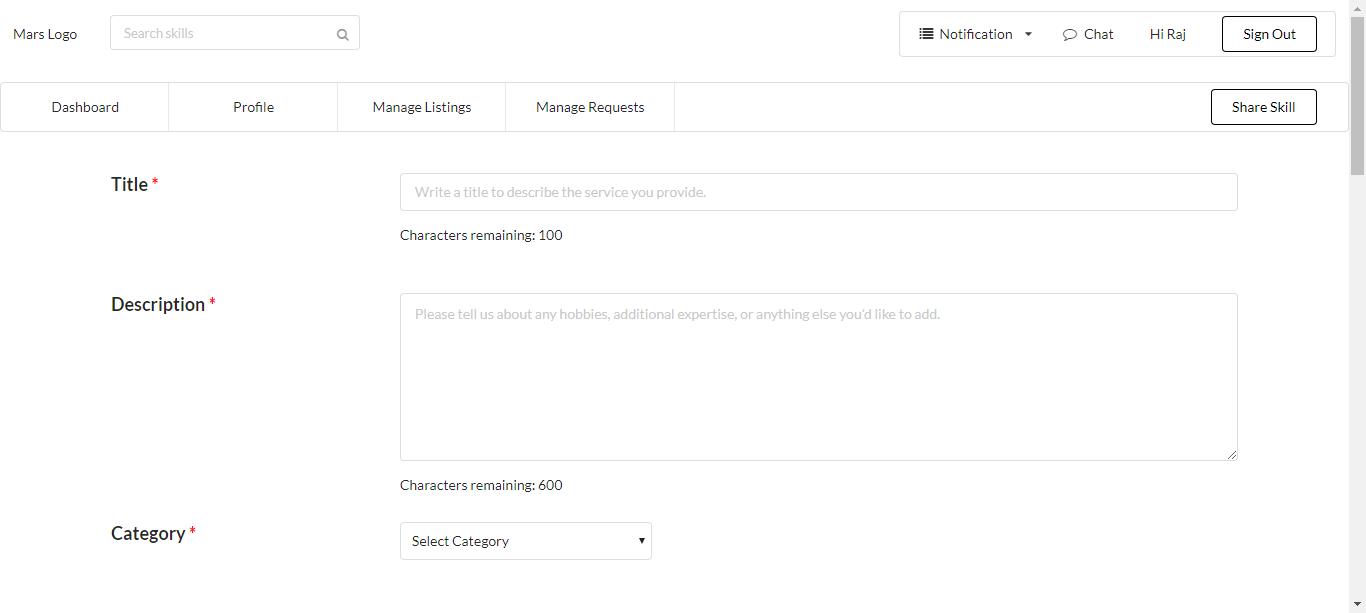 Mars Logo
Search skills
Notification
Chat
Hi Raj
Sign Out
Dashboard
Profile
Manage Listings
Manage Requests
Share Skill
Title *
Write a title to describe the service you provide.
Characters remaining: 100
Description *
Please tell us about any hobbies, additional expertise, or anything else you'd like to add.
Characters remaining: 600
Category *
Select Category